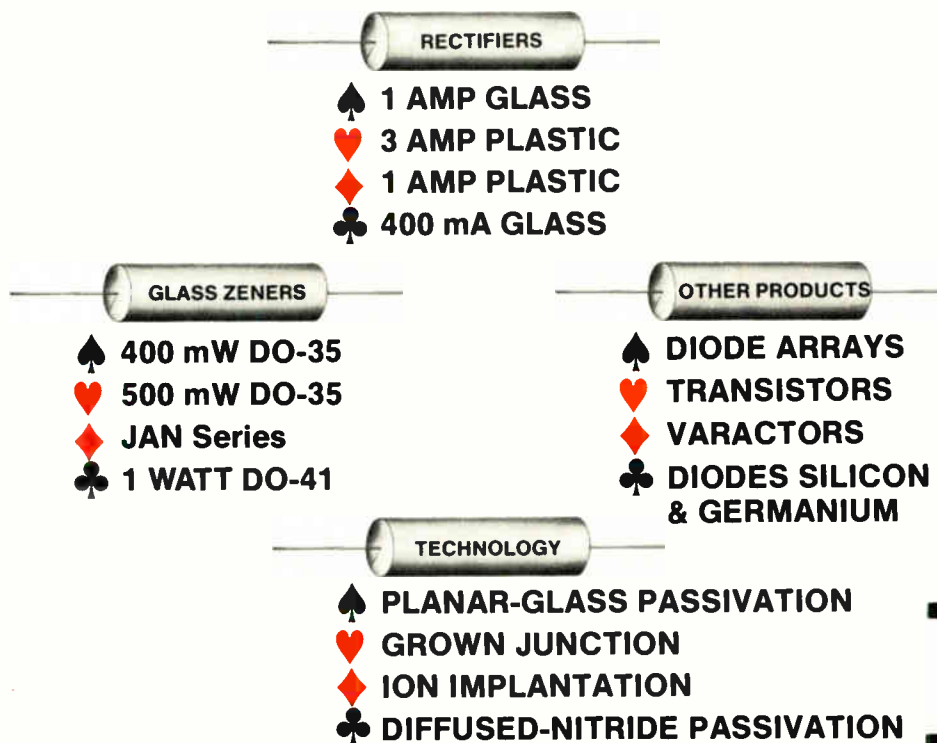 RECTIFIERS
1 AMP GLASS
3 AMP PLASTIC
1 AMP PLASTIC
400 mA GLASS
GLASS ZENERS
400 mW DO-35
500 mW DO-35
JAN Series
1 WATT DO-41
OTHER PRODUCTS
DIODE ARRAYS
TRANSISTORS
VARACTORS
DIODES SILICON
& GERMANIUM
TECHNOLOGY
PLANAR-GLASS PASSIVATION
GROWN JUNCTION
ION IMPLANTATION
DIFFUSED-NITRIDE PASSIVATION